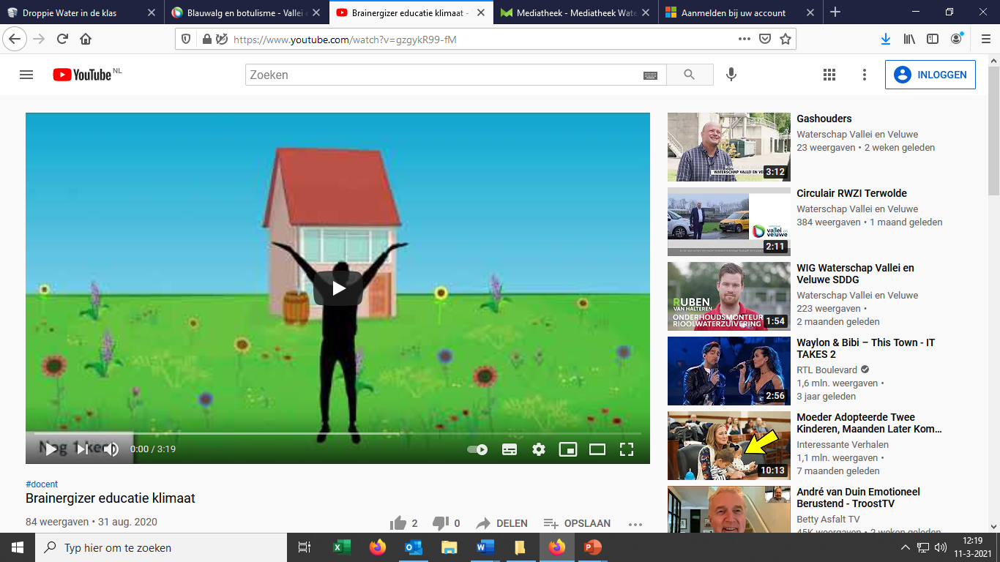 Droppie Water in de klas
Blauwalg en botulisme - Vallei e
Brainergizer educatie klimaat -
Mediatheek - Mediatheek Wate
Aanmelden bij uw account
https://www.youtube.com/watch?v=gzgykR99-fM
YouTube NL
Zoeken
INLOGGEN
Nog 1 keer
0:00 / 3:19
#docent
Brainergizer educatie klimaat
84 weergaven • 31 aug. 2020
2
0
DELEN
OPSLAAN
WATERSCHAP VALLEI EN VELU
3:12
Gashouders
Waterschap Vallei en Veluwe
23 weergaven • 2 weken geleden
vallei en
veluwe
2:11
Circulair RWZI Terwolde
Waterschap Vallei en Veluwe
384 weergaven • 1 maand geleden
RUBEN
VAN HALTEREN
ONDERHOUDSMONTEUR
RIOOLWATERZUIVERING
1:54
WIG Waterschap Vallei en
Veluwe SDDG
Waterschap Vallei en Veluwe
223 weergaven •
2 maanden geleden
2:56
Waylon & Bibi – This Town - IT
TAKES 2
RTL Boulevard
1,6 mln. weergaven •
3 jaar geleden
10:13
Moeder Adopteerde Twee
Kinderen, Maanden Later Kom...
Interessante Verhalen
1,1 mln. weergaven •
7 maanden geleden
André van Duin Emotioneel
Berustend - TroostTV
Betty Asfalt TV
45K weergaven • 2 weken geleden
Typ hier om te zoeken
12:19
11-3-2021